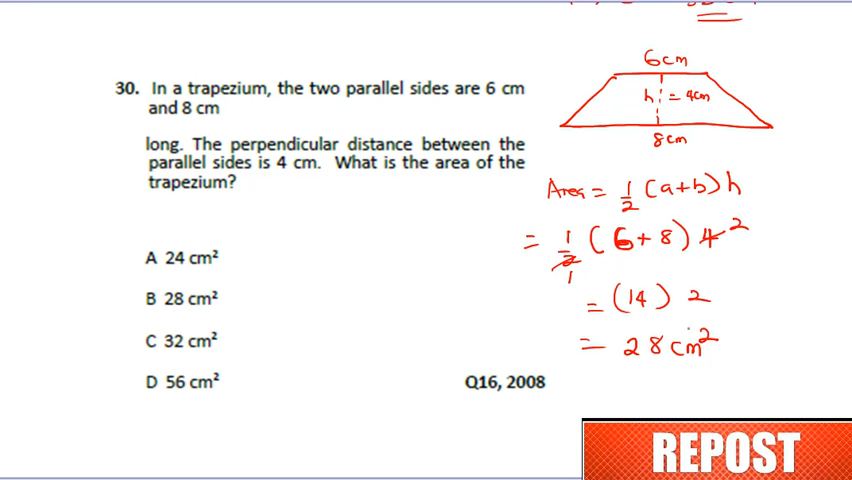 30. In a trapezium, the two parallel sides are 6 cm
and 8 cm
long. The perpendicular distance between the
parallel sides is 4 cm. What is the area of the
trapezium?
A 24 cm²
B 28 cm²
C 32 cm²
D 56 cm²
Q16, 2008
6cm
h = 4cm
8cm
Area = 1/2 (a+b) h
= 1/2 (6+8) 4 2
1
= (14) 2
= 28 cm²
REPOST